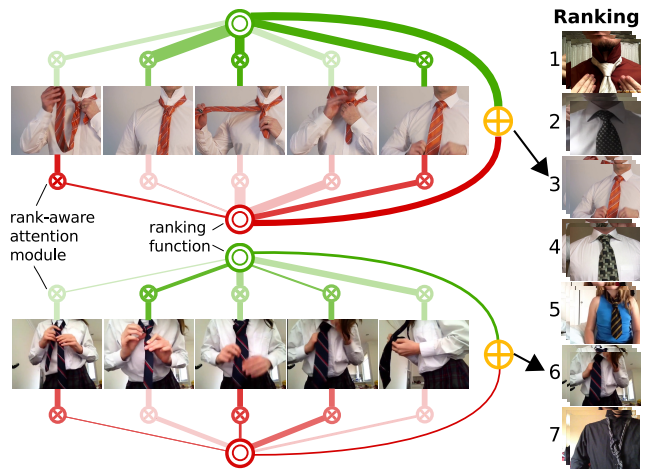 Ranking
1
2
3
4
5
6
7
rank-aware
attention
module
ranking
function